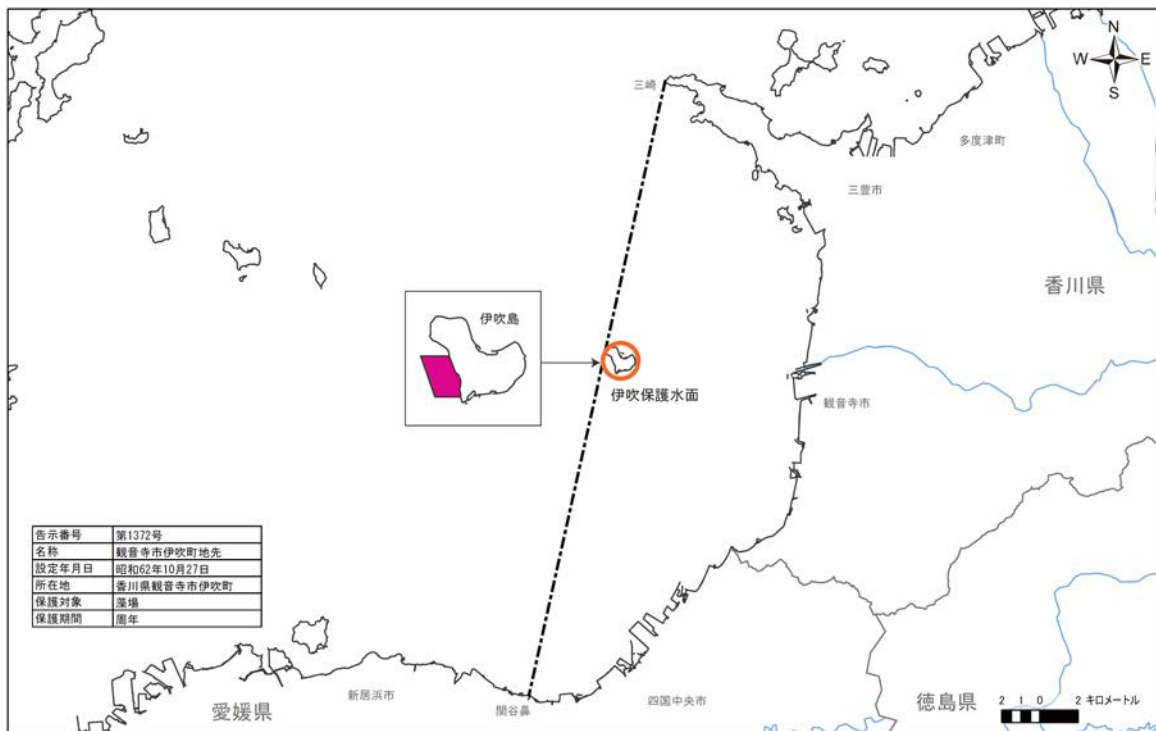 N
W E
S
三崎
多度津町
三豊市
香川県
伊吹島
伊吹保護水面
観音寺市
告示番号 第1372号
名称 観音寺市伊吹町地先
設定年月日 昭和62年10月27日
所在地 香川県観音寺市伊吹町
保護対象 藻場
保護期間 周年
新居浜市
愛媛県
関谷鼻
四国中央市
徳島県
2 1 0 2 キロメートル